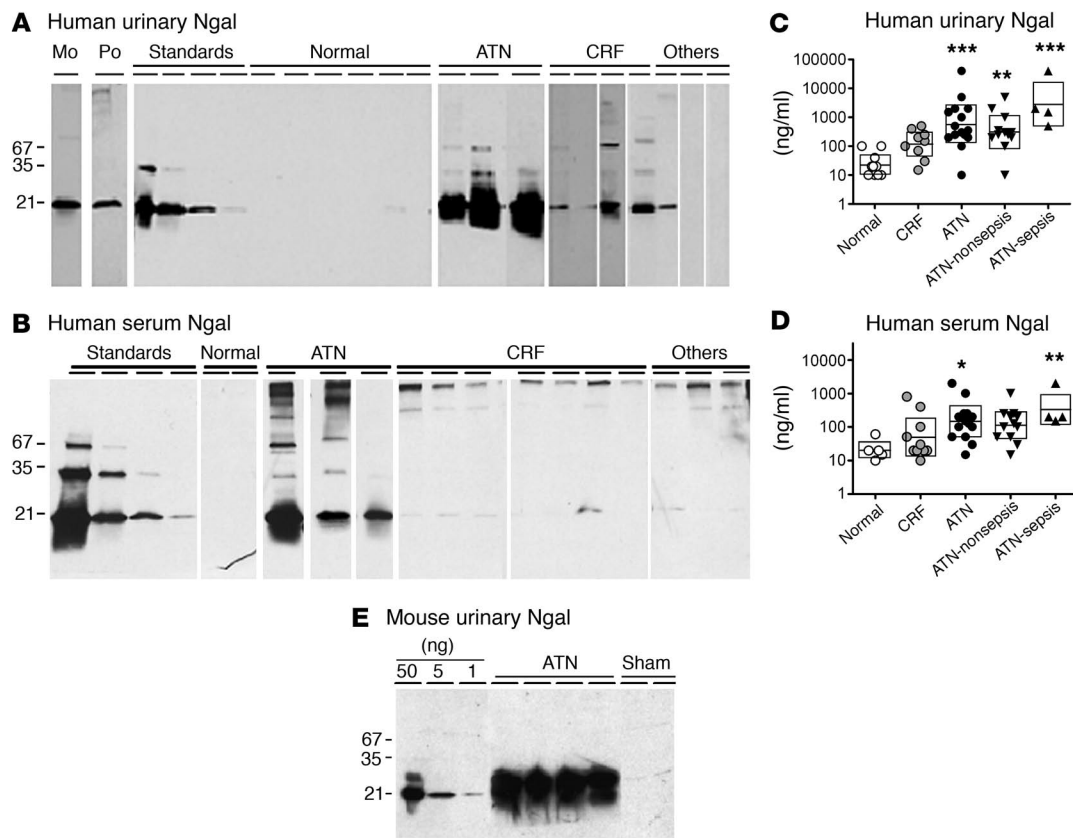 A Human urinary Ngal
Mo Po Standards Normal ATN CRF Others
67
35
21
B Human serum Ngal
Standards Normal ATN CRF Others
67
35
21
C Human urinary Ngal
(ng/ml)
100000
10000
1000
100
10
1
*** ** ***
Normal CRF ATN ATN-nonsepsis ATN-sepsis
D Human serum Ngal
(ng/ml)
10000
1000
100
10
1
* **
Normal CRF ATN ATN-nonsepsis ATN-sepsis
E Mouse urinary Ngal
(ng)
50 5 1 ATN Sham
67
35
21